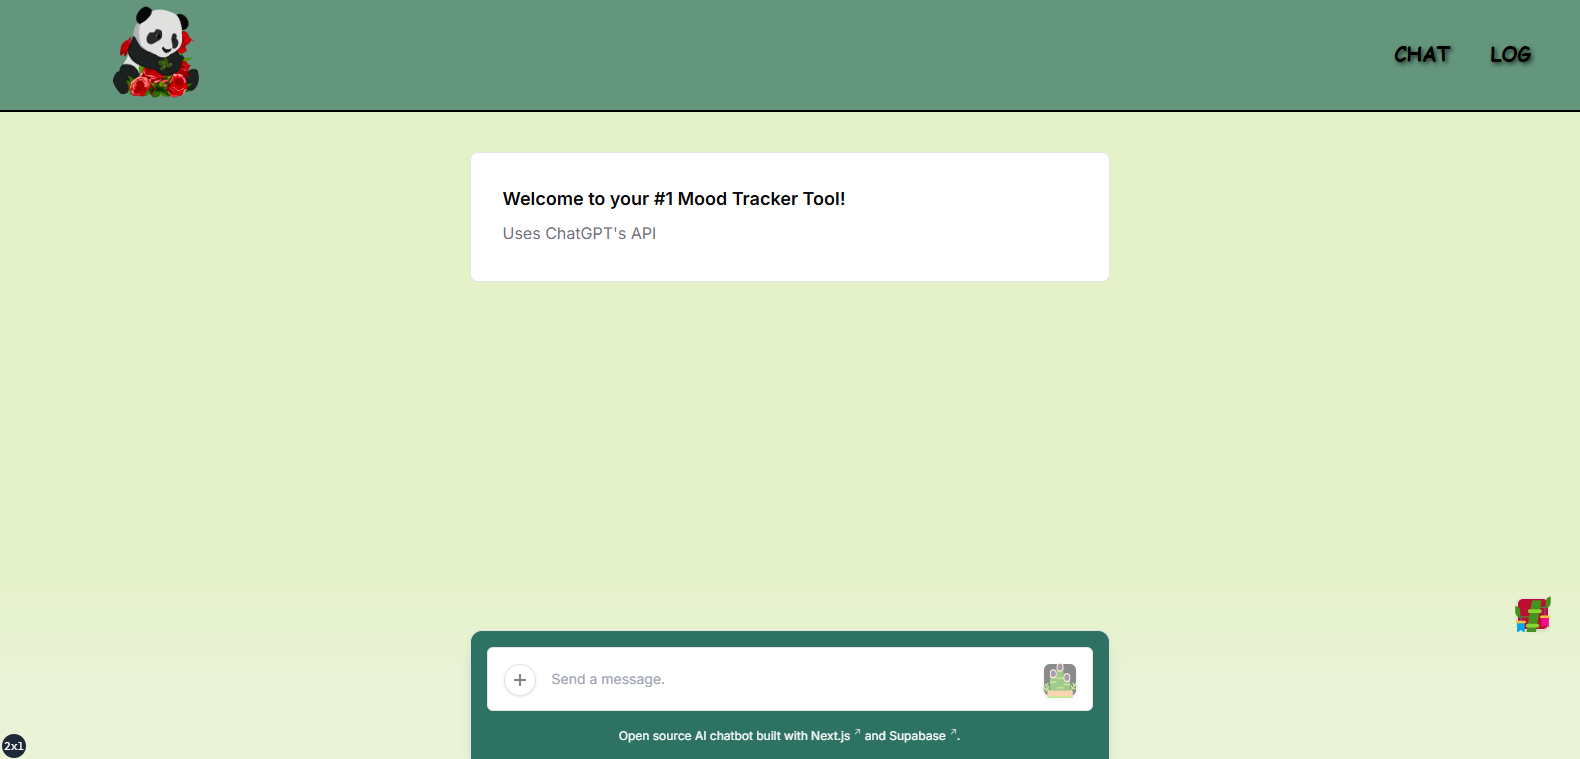 CHAT LOG
Welcome to your #1 Mood Tracker Tool!
Uses ChatGPT's API
Send a message.
Open source AI chatbot built with Next.js ↗ and Supabase ↗.
2x1